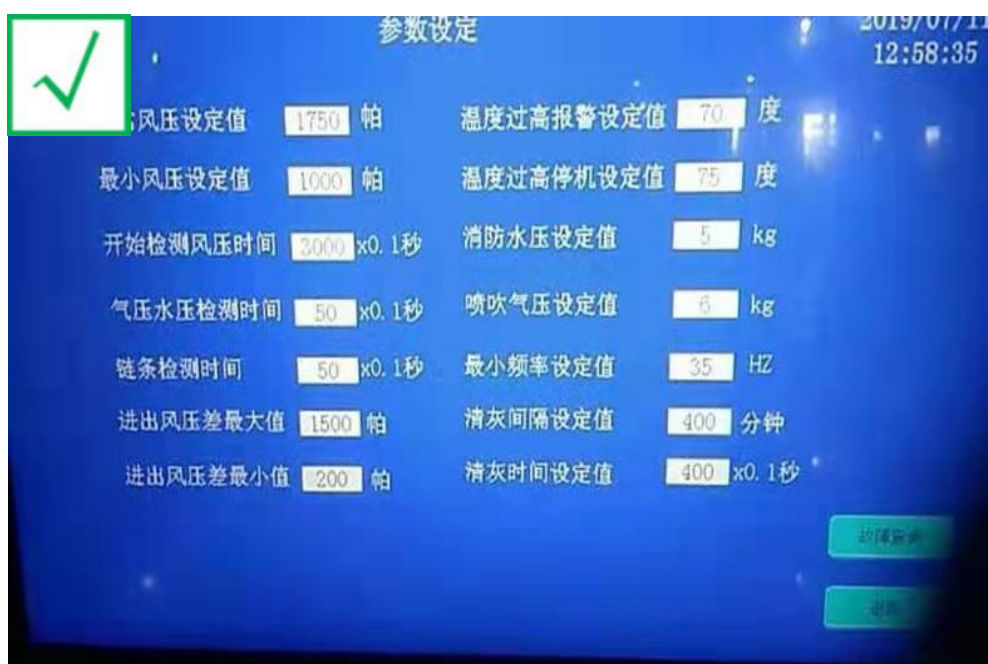 参数设定
2019/07/11
12:58:35
风压设定值 1750 帕 温度过高报警设定值 70 度
最小风压设定值 1000 帕 温度过高停机设定值 75 度
开始检测风压时间 3000 x0.1秒 消防水压设定值 5 kg
气压水压检测时间 50 x0.1秒 喷吹气压设定值 6 kg
链条检测时间 50 x0.1秒 最小频率设定值 35 HZ
进出风压差最大值 1500 帕 清灰间隔设定值 400 分钟
进出风压差最小值 200 帕 清灰时间设定值 400 x0.1秒